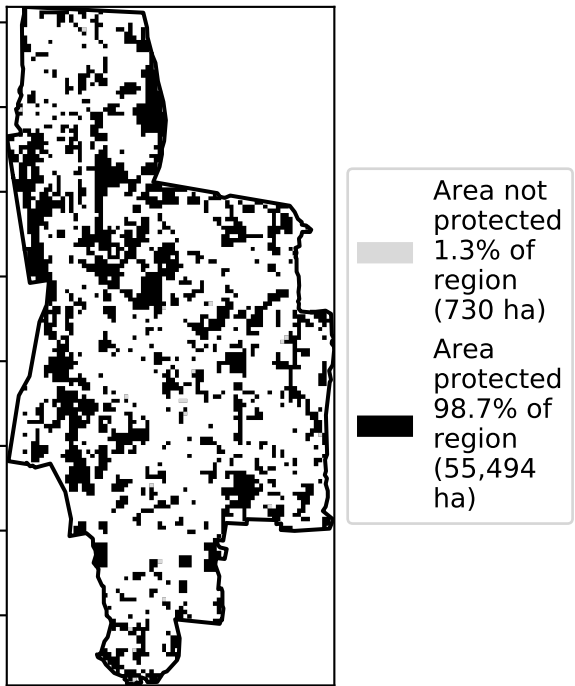 Area not
protected
1.3% of
region
(730 ha)
Area
protected
98.7% of
region
(55,494
ha)